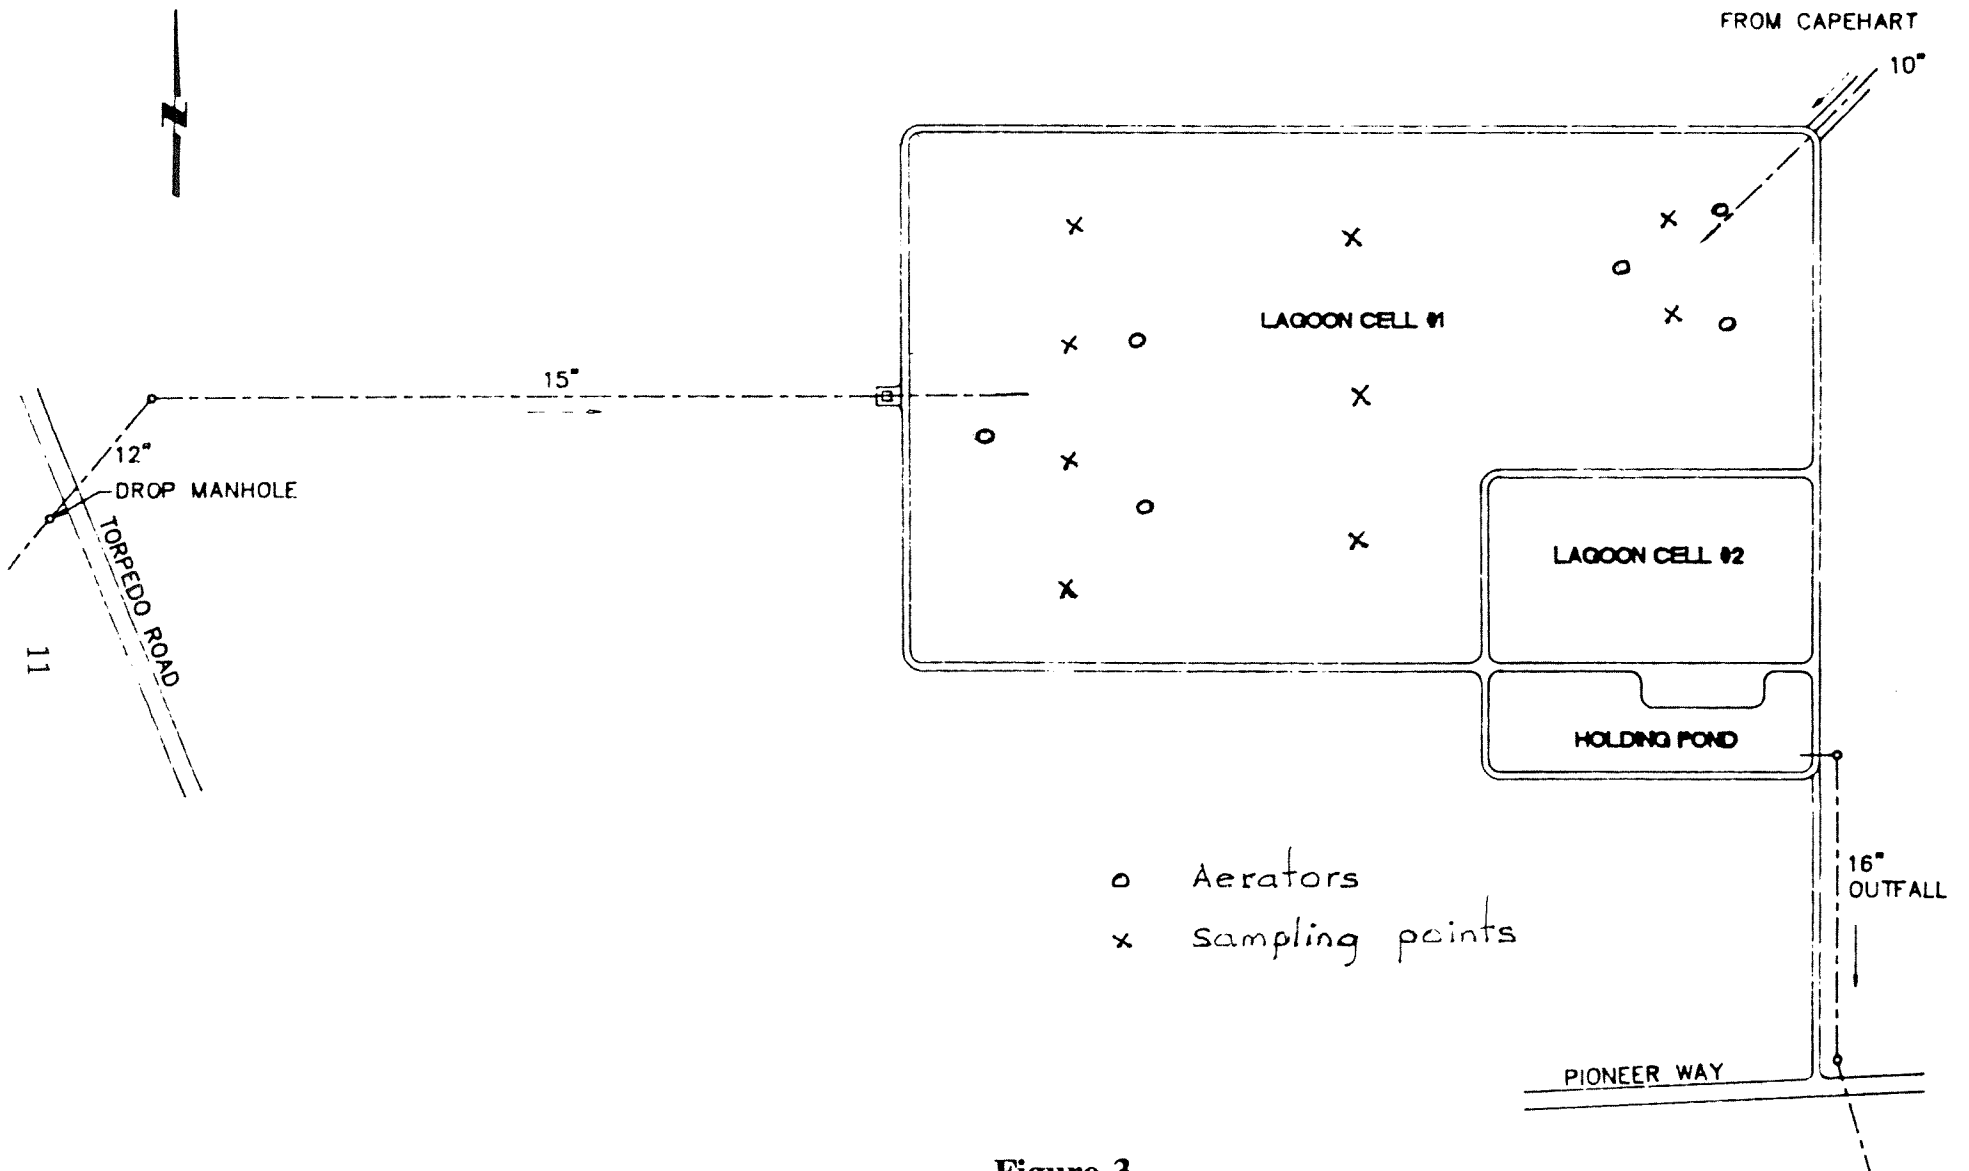 FROM CAPEHART
10"
N
LAGOON CELL #1
15"
12"
DROP MANHOLE
TORPEDO ROAD
LAGOON CELL #2
11
HOLDING POND
16"
OUTFALL
o Aerators
x Sampling points
PIONEER WAY
Figure 3